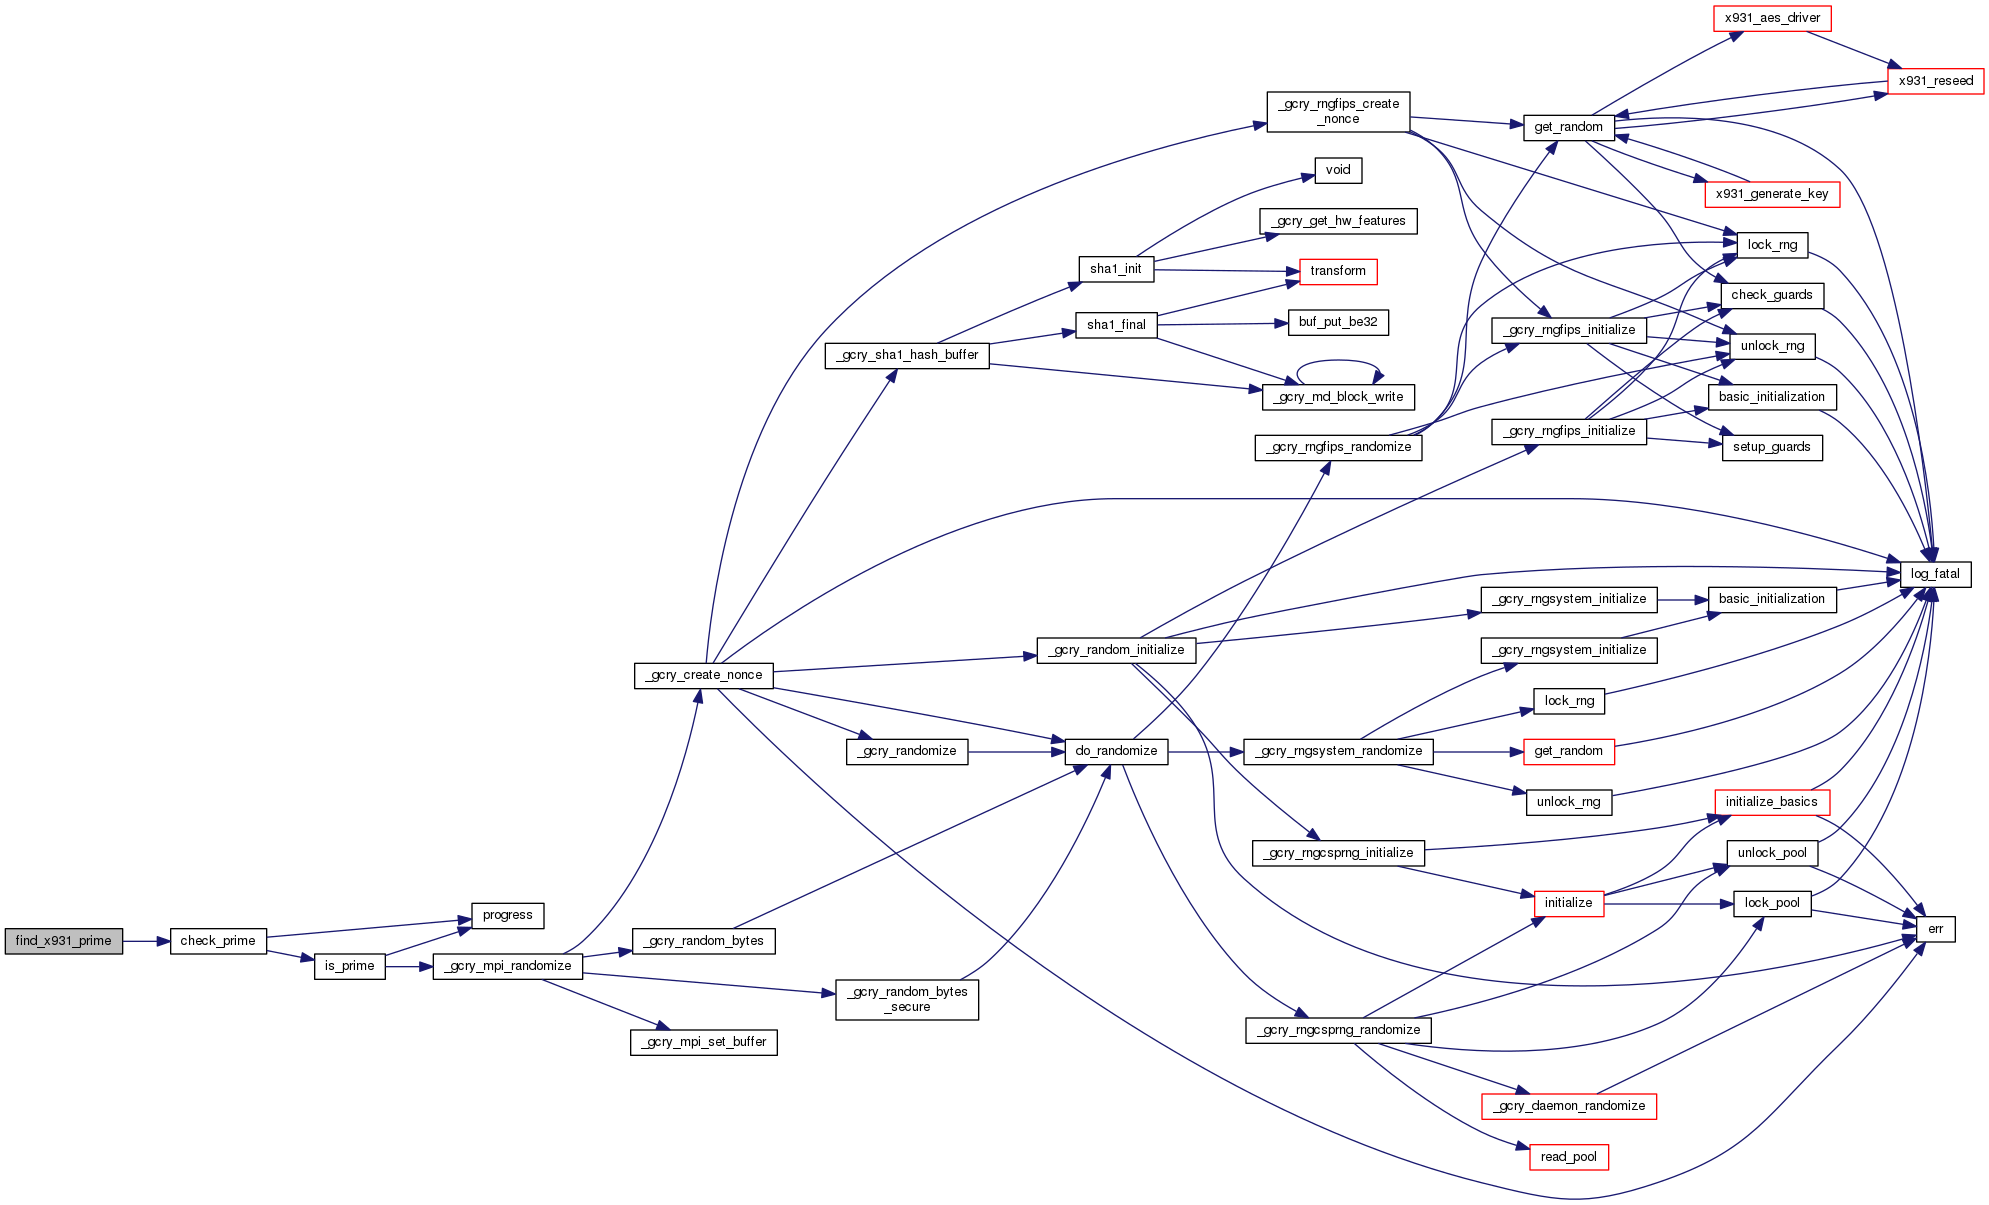 x931_aes_driver
x931_reseed
_gcry_rngfips_create
_nonce
get_random
void
x931_generate_key
_gcry_get_hw_features
lock_rng
sha1_init
transform
check_guards
sha1_final
buf_put_be32
_gcry_rngfips_initialize
unlock_rng
_gcry_sha1_hash_buffer
_gcry_md_block_write
basic_initialization
_gcry_rngfips_initialize
_gcry_rngfips_randomize
setup_guards
log_fatal
_gcry_rngsystem_initialize
basic_initialization
_gcry_random_initialize
_gcry_rngsystem_initialize
_gcry_create_nonce
lock_rng
_gcry_randomize
do_randomize
_gcry_rngsystem_randomize
get_random
unlock_rng
initialize_basics
_gcry_rngcsprng_initialize
unlock_pool
initialize
lock_pool
progress
err
find_x931_prime
check_prime
_gcry_random_bytes
is_prime
_gcry_mpi_randomize
_gcry_random_bytes
_secure
_gcry_rngcsprng_randomize
_gcry_mpi_set_buffer
_gcry_daemon_randomize
read_pool